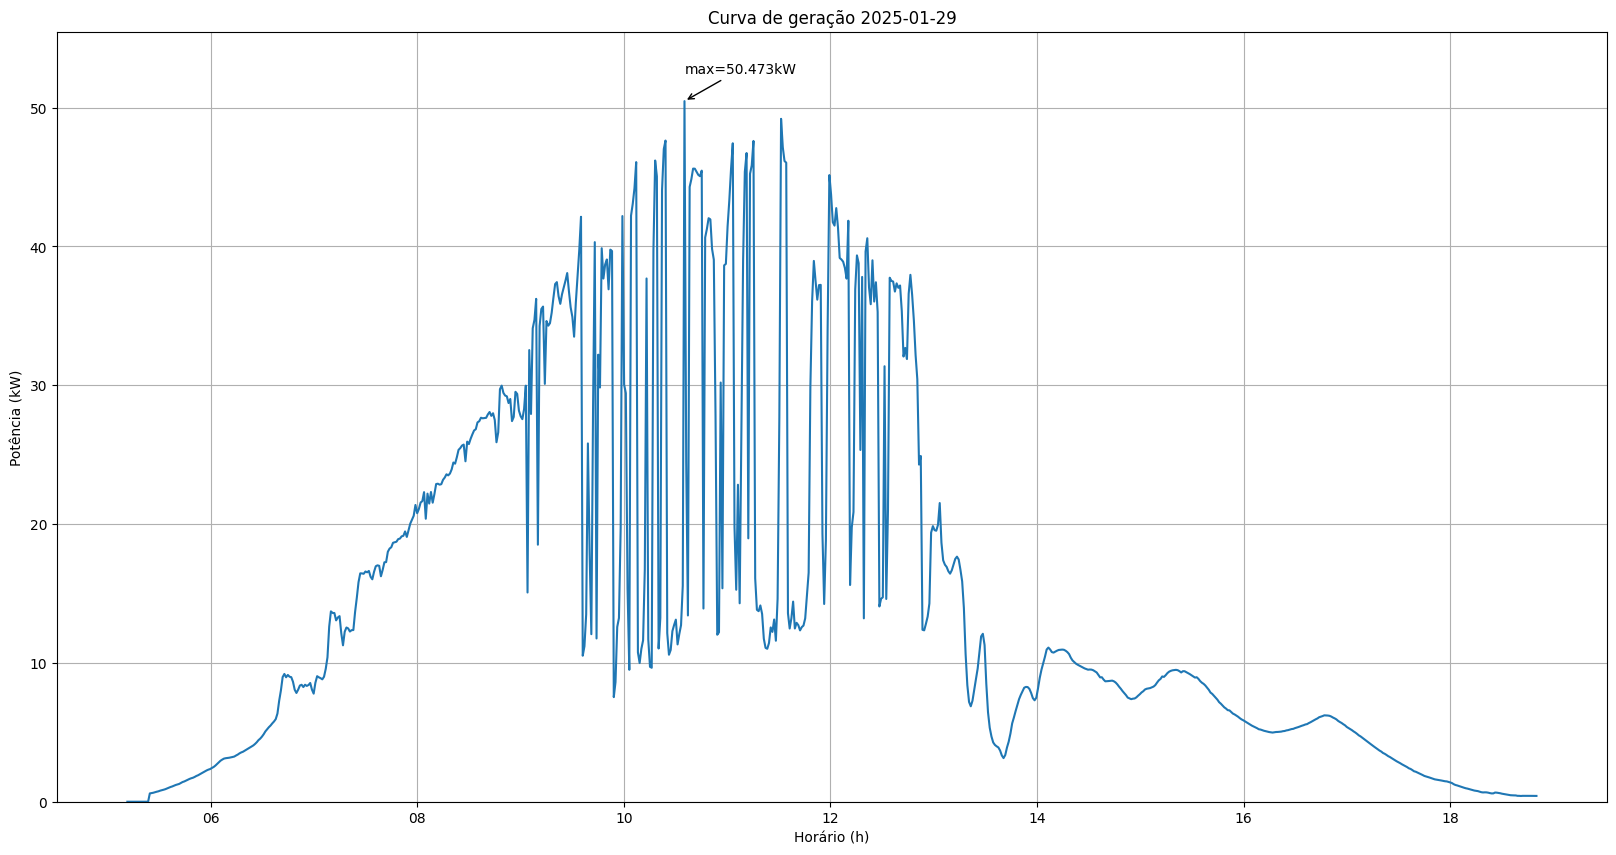 Curva de geração 2025-01-29
max=50.473kW
50
40
30
20
10
0
Potência (kW)
06 08 10 12 14 16 18
Horário (h)